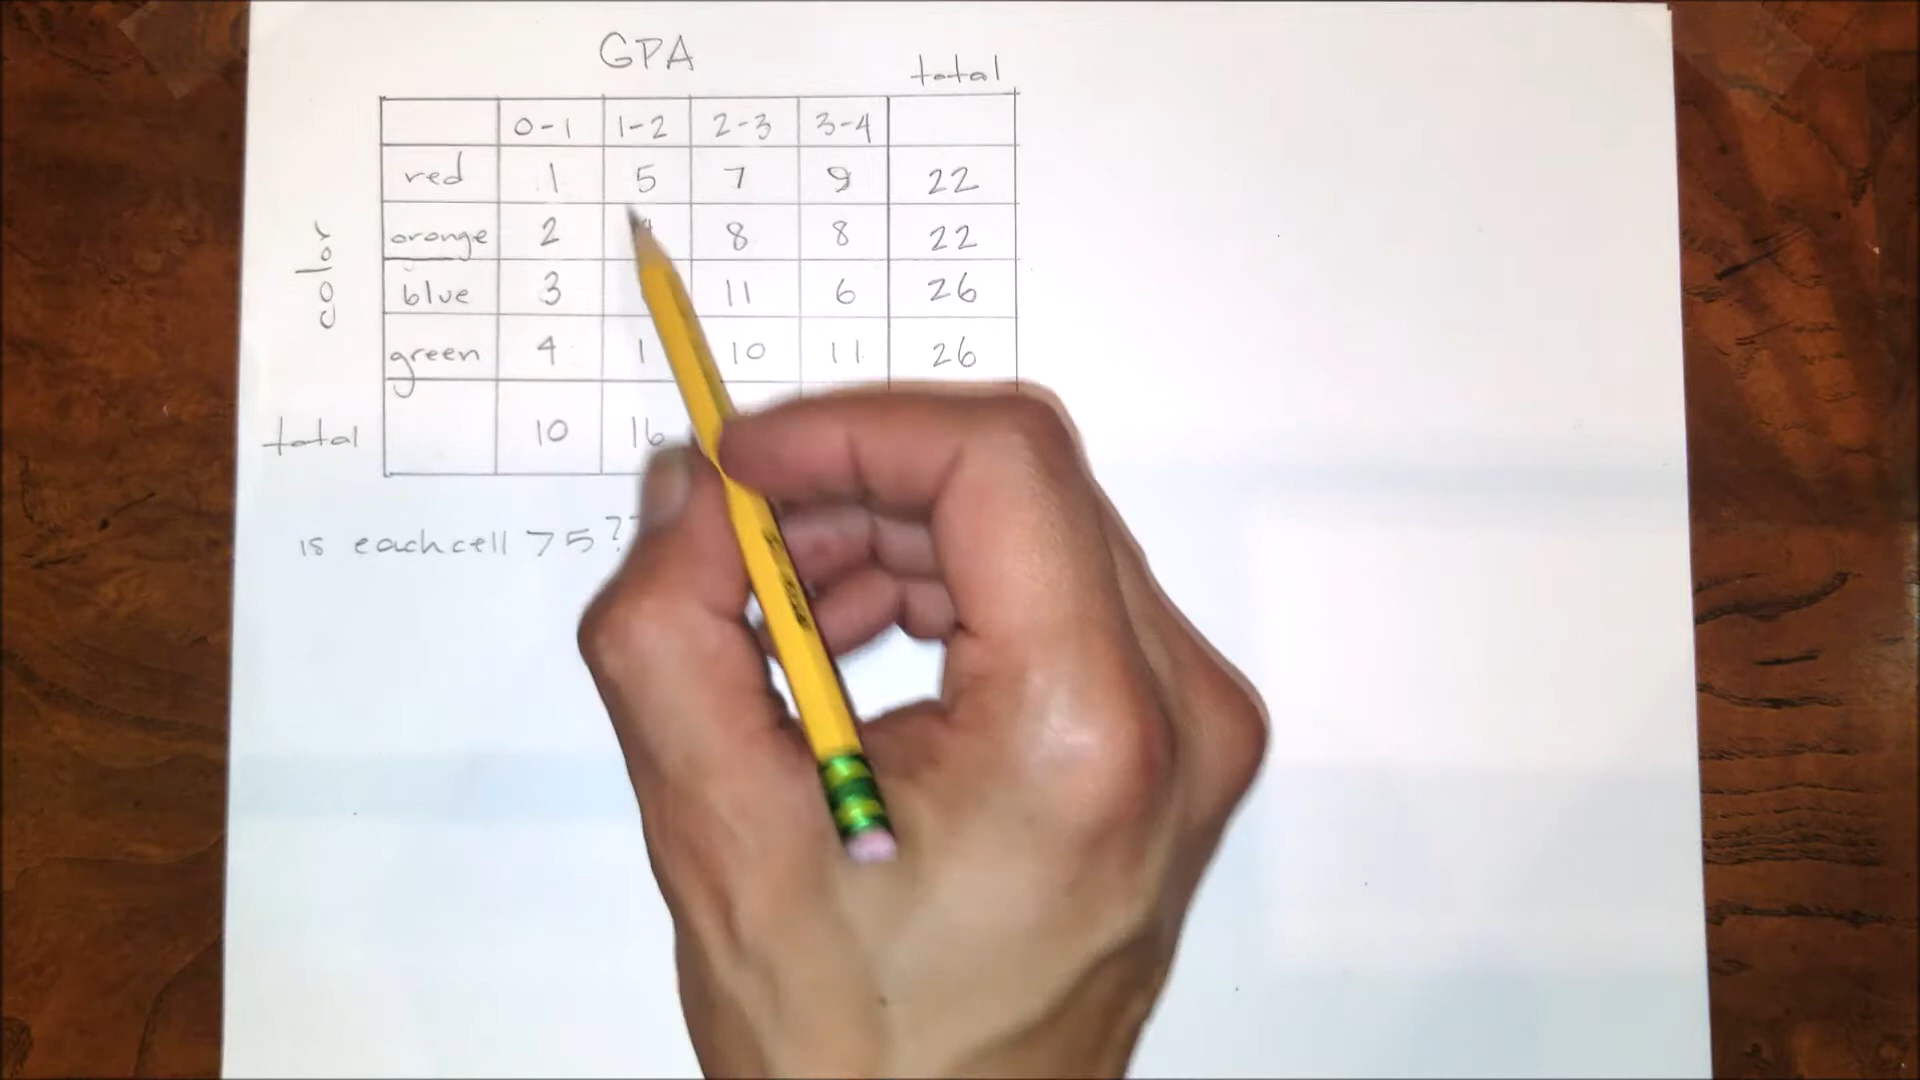 GPA
total
0-1 1-2 2-3 3-4
red 1 5 7 9 22
orange 2 8 8 22
blue 3 11 6 26
green 4 1 10 11 26
total 10 16
color
is each cell 75??